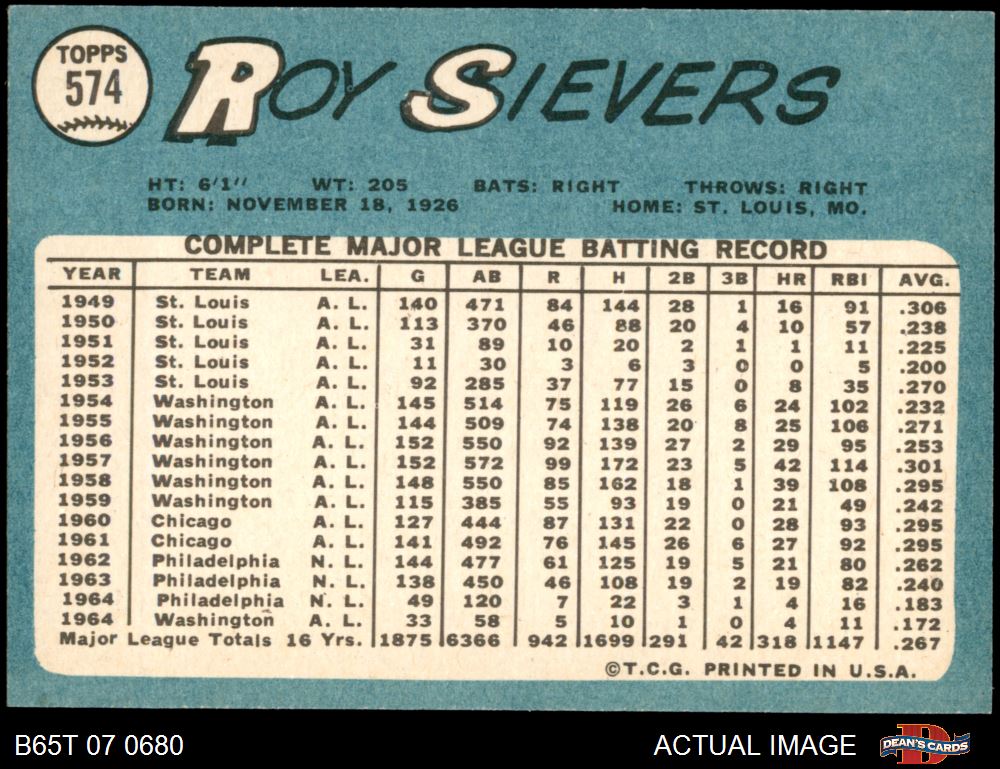 TOPPS
574
ROY SIEVERS
HT: 6'1" WT: 205 BATS: RIGHT THROWS: RIGHT
BORN: NOVEMBER 18, 1926 HOME: ST. LOUIS, MO.
COMPLETE MAJOR LEAGUE BATTING RECORD
YEAR TEAM LEA. G AB R H 2B 3B HR RBI AVG.
1949 St. Louis A. L. 140 471 84 144 28 1 16 91 .306
1950 St. Louis A. L. 113 370 46 88 20 4 10 57 .238
1951 St. Louis A. L. 31 89 10 20 2 1 1 11 .225
1952 St. Louis A. L. 11 30 3 6 3 0 0 5 .200
1953 St. Louis A. L. 92 285 37 77 15 0 8 35 .270
1954 Washington A. L. 145 514 75 119 26 6 24 102 .232
1955 Washington A. L. 144 509 74 138 20 8 25 106 .271
1956 Washington A. L. 152 550 92 139 27 2 29 95 .253
1957 Washington A. L. 152 572 99 172 23 5 42 114 .301
1958 Washington A. L. 148 550 85 162 18 1 39 108 .295
1959 Washington A. L. 115 385 55 93 19 0 21 49 .242
1960 Chicago A. L. 127 444 87 131 22 0 28 93 .295
1961 Chicago A. L. 141 492 76 145 26 6 27 92 .295
1962 Philadelphia N. L. 144 477 61 125 19 5 21 80 .262
1963 Philadelphia N. L. 138 450 46 108 19 2 19 82 .240
1964 Philadelphia N. L. 49 120 7 22 3 1 4 16 .183
1964 Washington A. L. 33 58 5 10 1 0 4 11 .172
Major League Totals 16 Yrs. 1875 6366 942 1699 291 42 318 1147 .267
©T.C.G. PRINTED IN U.S.A.
B65T 07 0680 ACTUAL IMAGE DEAN'S CARDS